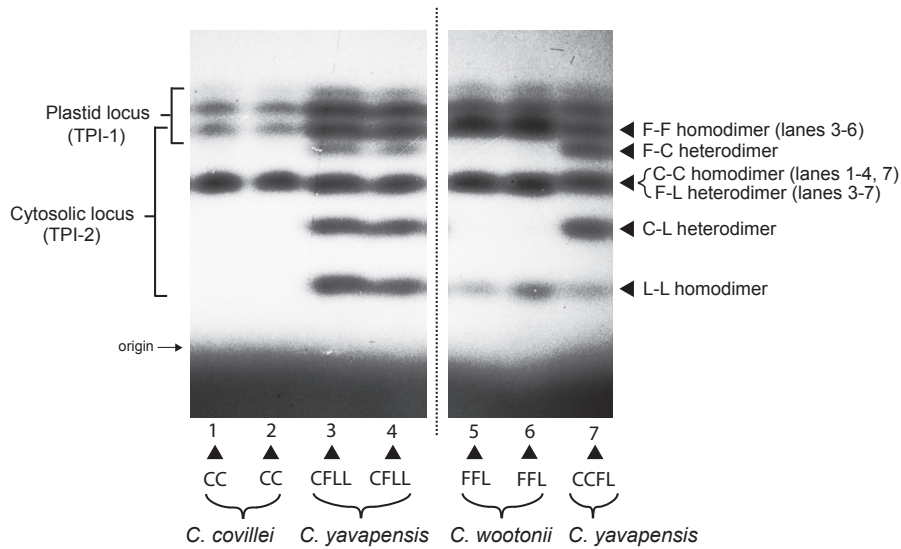 Plastid locus
(TPI-1)
Cytosolic locus
(TPI-2)
origin
F-F homodimer (lanes 3-6)
F-C heterodimer
C-C homodimer (lanes 1-4, 7)
F-L heterodimer (lanes 3-7)
C-L heterodimer
L-L homodimer
1 2 3 4 5 6 7
CC CC CFLL CFLL FFL FFL CCFL
C. covillei C. yavapensis C. wootonii C. yavapensis